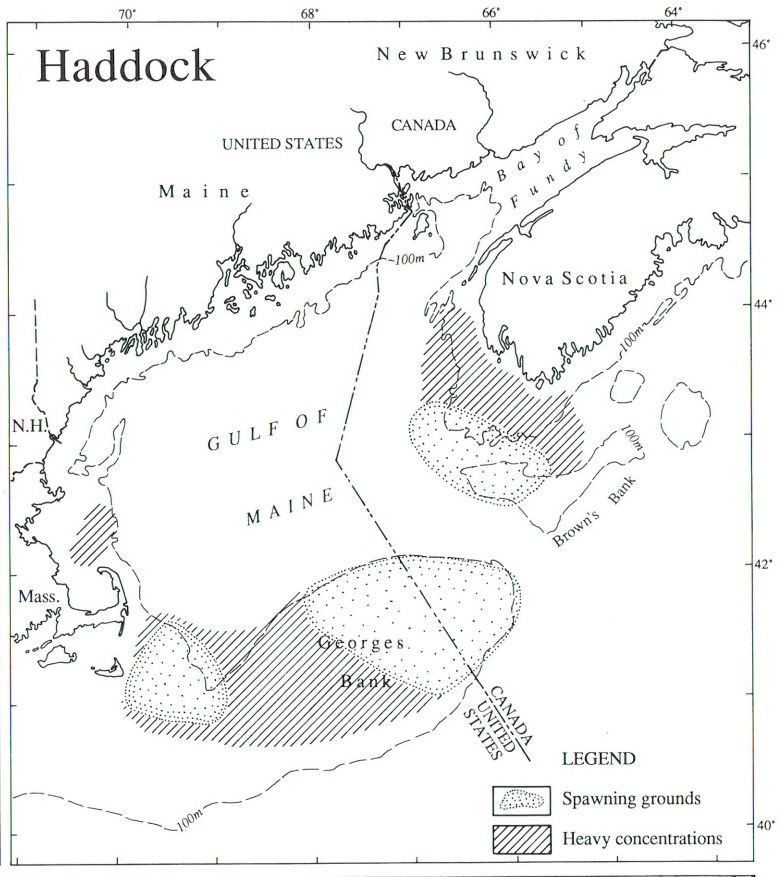 70°
68°
66°
64°
46°
Haddock
New Brunswick
CANADA
UNITED STATES
Bay of
Fundy
Maine
100m
Nova Scotia
44°
100m
N.H.
GULF OF
100m
MAINE
Brown's Bank
42°
Mass.
Georges
Bank
CANADA
UNITED
STATES
LEGEND
Spawning grounds
100m
40°
Heavy concentrations